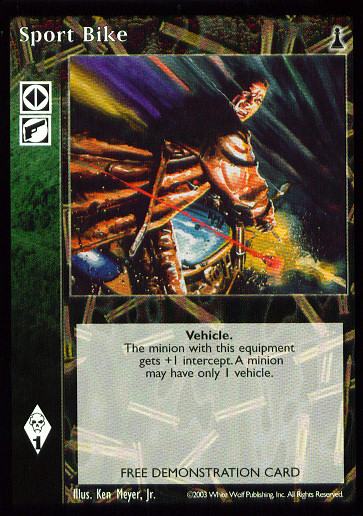 Sport Bike
Vehicle.
The minion with this equipment
gets +1 intercept. A minion
may have only 1 vehicle.
1
FREE DEMONSTRATION CARD
Illus. Ken Meyer, Jr.
©2003 White Wolf Publishing, Inc. All Rights Reserved.